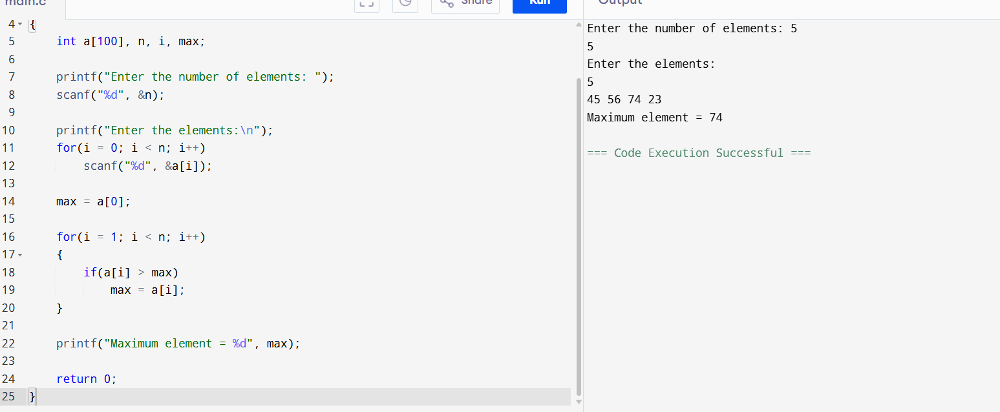 main.c
Share
Run
Output
4 {
5 int a[100], n, i, max;
6
7 printf("Enter the number of elements: ");
8 scanf("%d", &n);
9
10 printf("Enter the elements:\n");
11 for(i = 0; i < n; i++)
12 scanf("%d", &a[i]);
13
14 max = a[0];
15
16 for(i = 1; i < n; i++)
17 {
18 if(a[i] > max)
19 max = a[i];
20 }
21
22 printf("Maximum element = %d", max);
23
24 return 0;
25 }
Enter the number of elements: 5
5
Enter the elements:
5
45 56 74 23
Maximum element = 74
=== Code Execution Successful ===